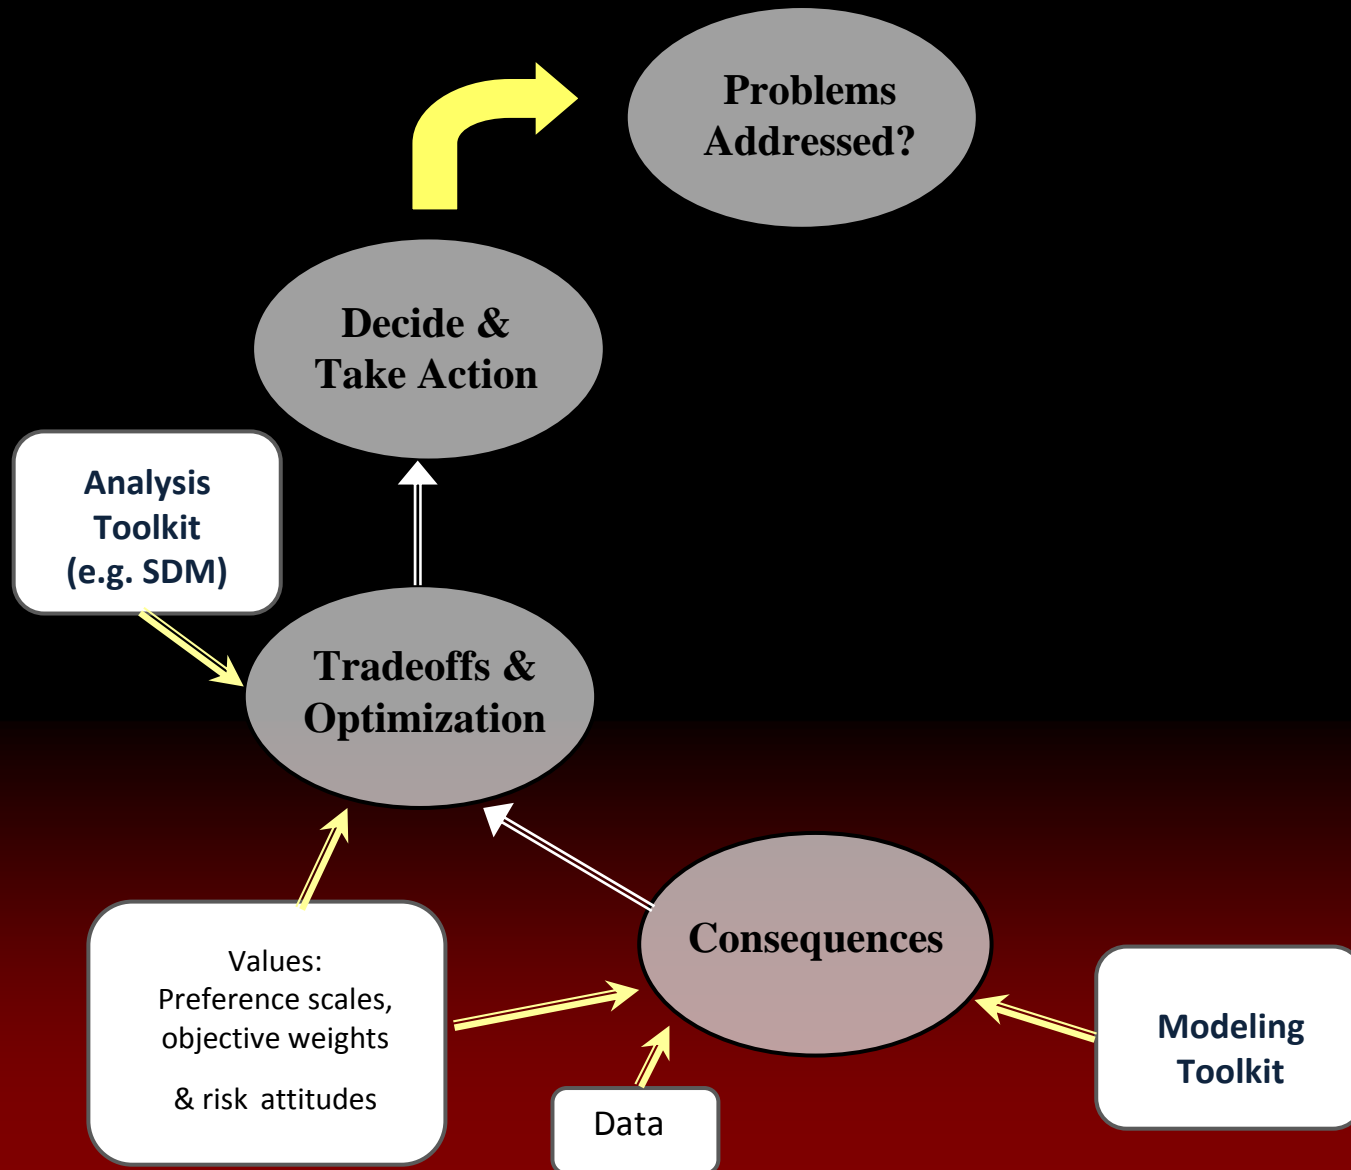 Problems
Addressed?
Decide &
Take Action
Analysis
Toolkit
(e.g. SDM)
Tradeoffs &
Optimization
Values:
Preference scales,
objective weights
& risk attitudes
Consequences
Data
Modeling
Toolkit